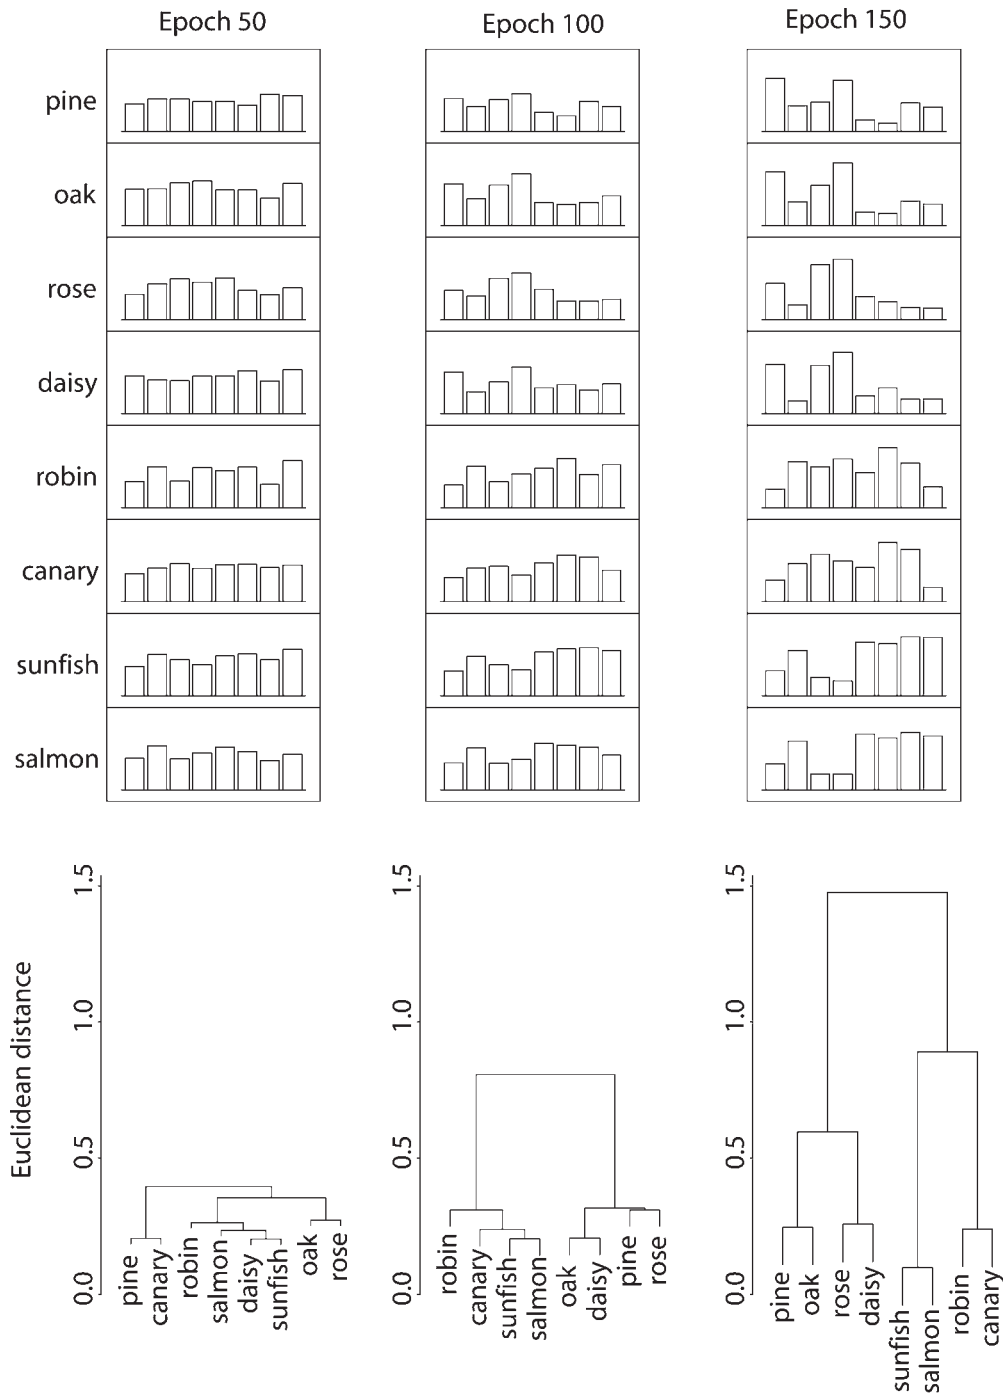 Epoch 50
Epoch 100
Epoch 150
pine
oak
rose
daisy
robin
canary
sunfish
salmon
Euclidean distance
1.5
1.0
0.5
0.0
pine
canary
robin
salmon
daisy
sunfish
oak
rose
1.5
1.0
0.5
0.0
robin
canary
sunfish
salmon
oak
daisy
pine
rose
1.5
1.0
0.5
0.0
pine
oak
rose
daisy
sunfish
salmon
robin
canary